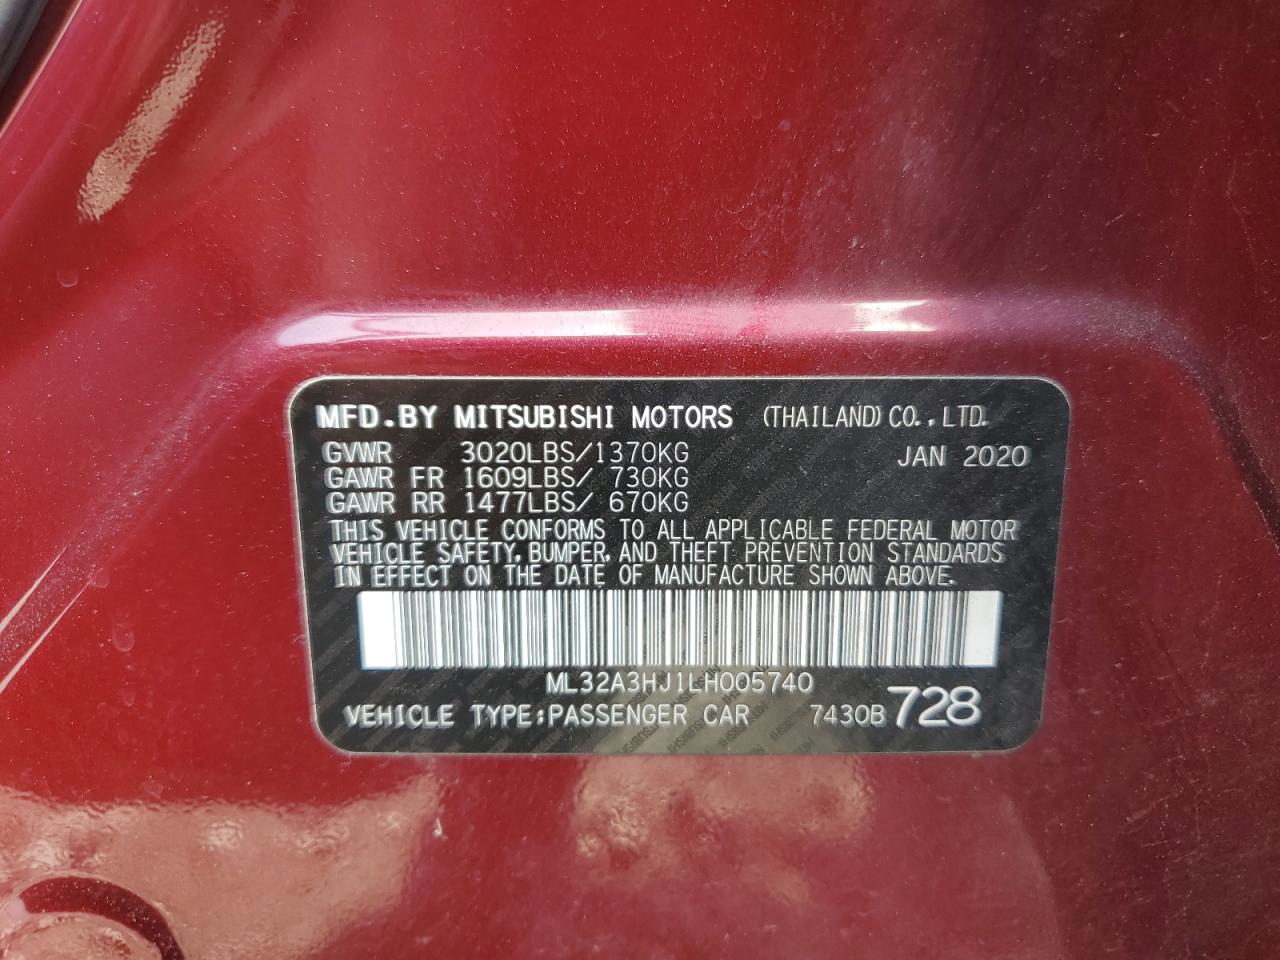 MFD.BY MITSUBISHI MOTORS (THAILAND)CO.,LTD.
GVWR 3020LBS/1370KG JAN 2020
GAWR FR 1609LBS/ 730KG
GAWR RR 1477LBS/ 670KG
THIS VEHICLE CONFORMS TO ALL APPLICABLE FEDERAL MOTOR
VEHICLE SAFETY, BUMPER, AND THEFT PREVENTION STANDARDS
IN EFFECT ON THE DATE OF MANUFACTURE SHOWN ABOVE.
ML32A3HJ1LH005740
VEHICLE TYPE:PASSENGER CAR 7430B 728